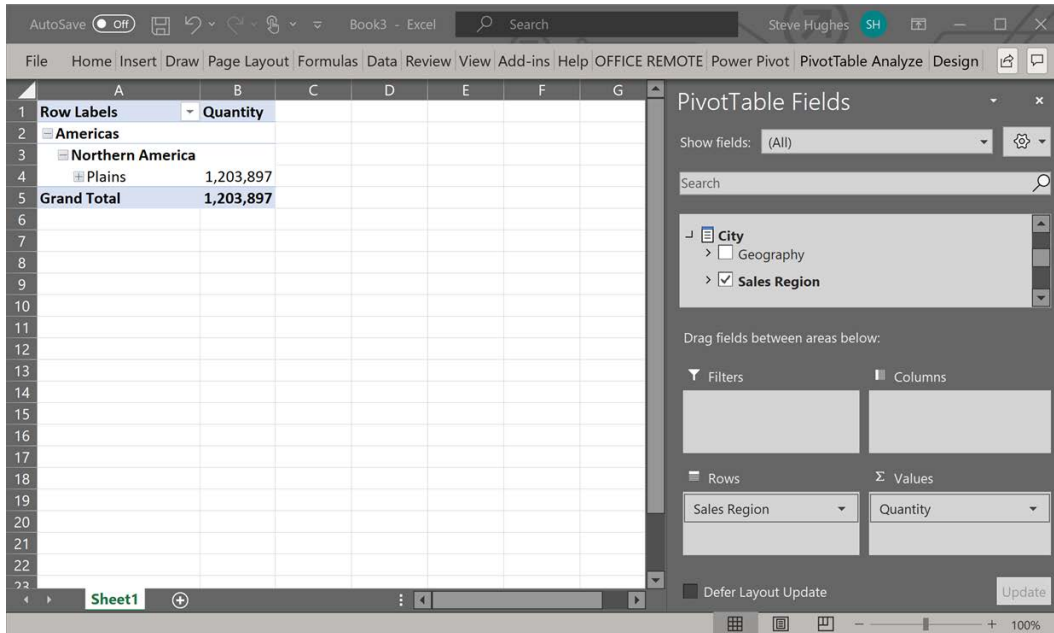 AutoSave Off Book3 - Excel Search Steve Hughes SH
File Home Insert Draw Page Layout Formulas Data Review View Add-ins Help OFFICE REMOTE Power Pivot PivotTable Analyze Design
A B C D E F G
1 Row Labels Quantity
2 Americas
3 Northern America
4 Plains 1,203,897
5 Grand Total 1,203,897
6
7
8
9
10
11
12
13
14
15
16
17
18
19
20
21
22
23
Sheet1
PivotTable Fields
Show fields: (All)
Search
City
Geography
Sales Region
Drag fields between areas below:
Filters Columns
Rows Σ Values
Sales Region Quantity
Defer Layout Update Update
100%